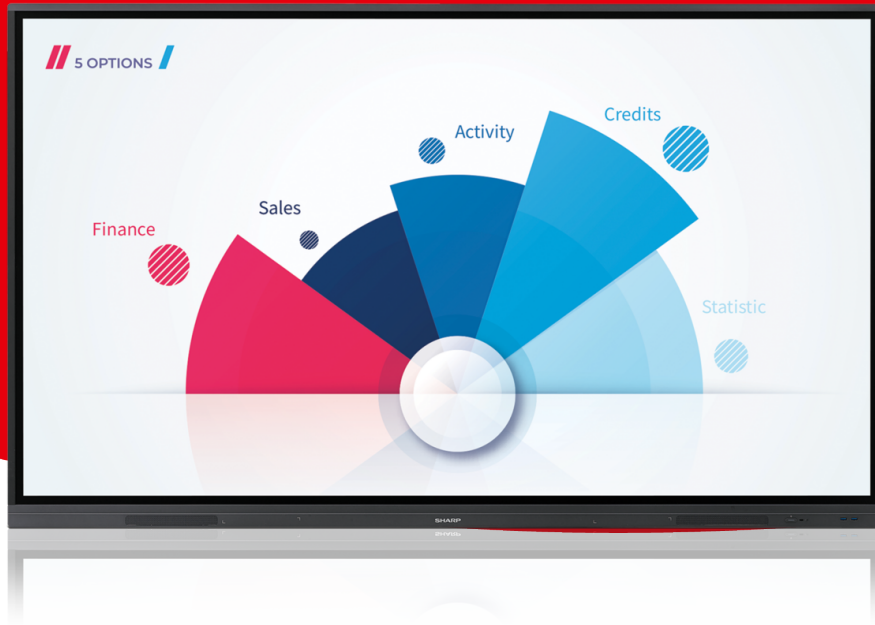 5 OPTIONS
Credits
Activity
Sales
Finance
Statistic
SHARP